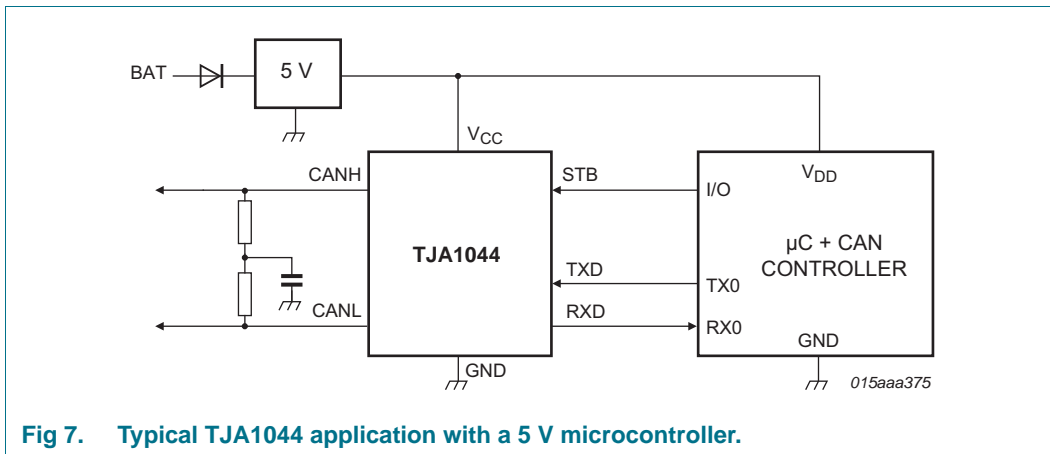 BAT
5 V
VCC
CANH
STB
I/O
VDD
TJA1044
µC + CAN
CONTROLLER
TXD
TX0
CANL
RXD
RX0
GND
GND
015aaa375
Fig 7. Typical TJA1044 application with a 5 V microcontroller.